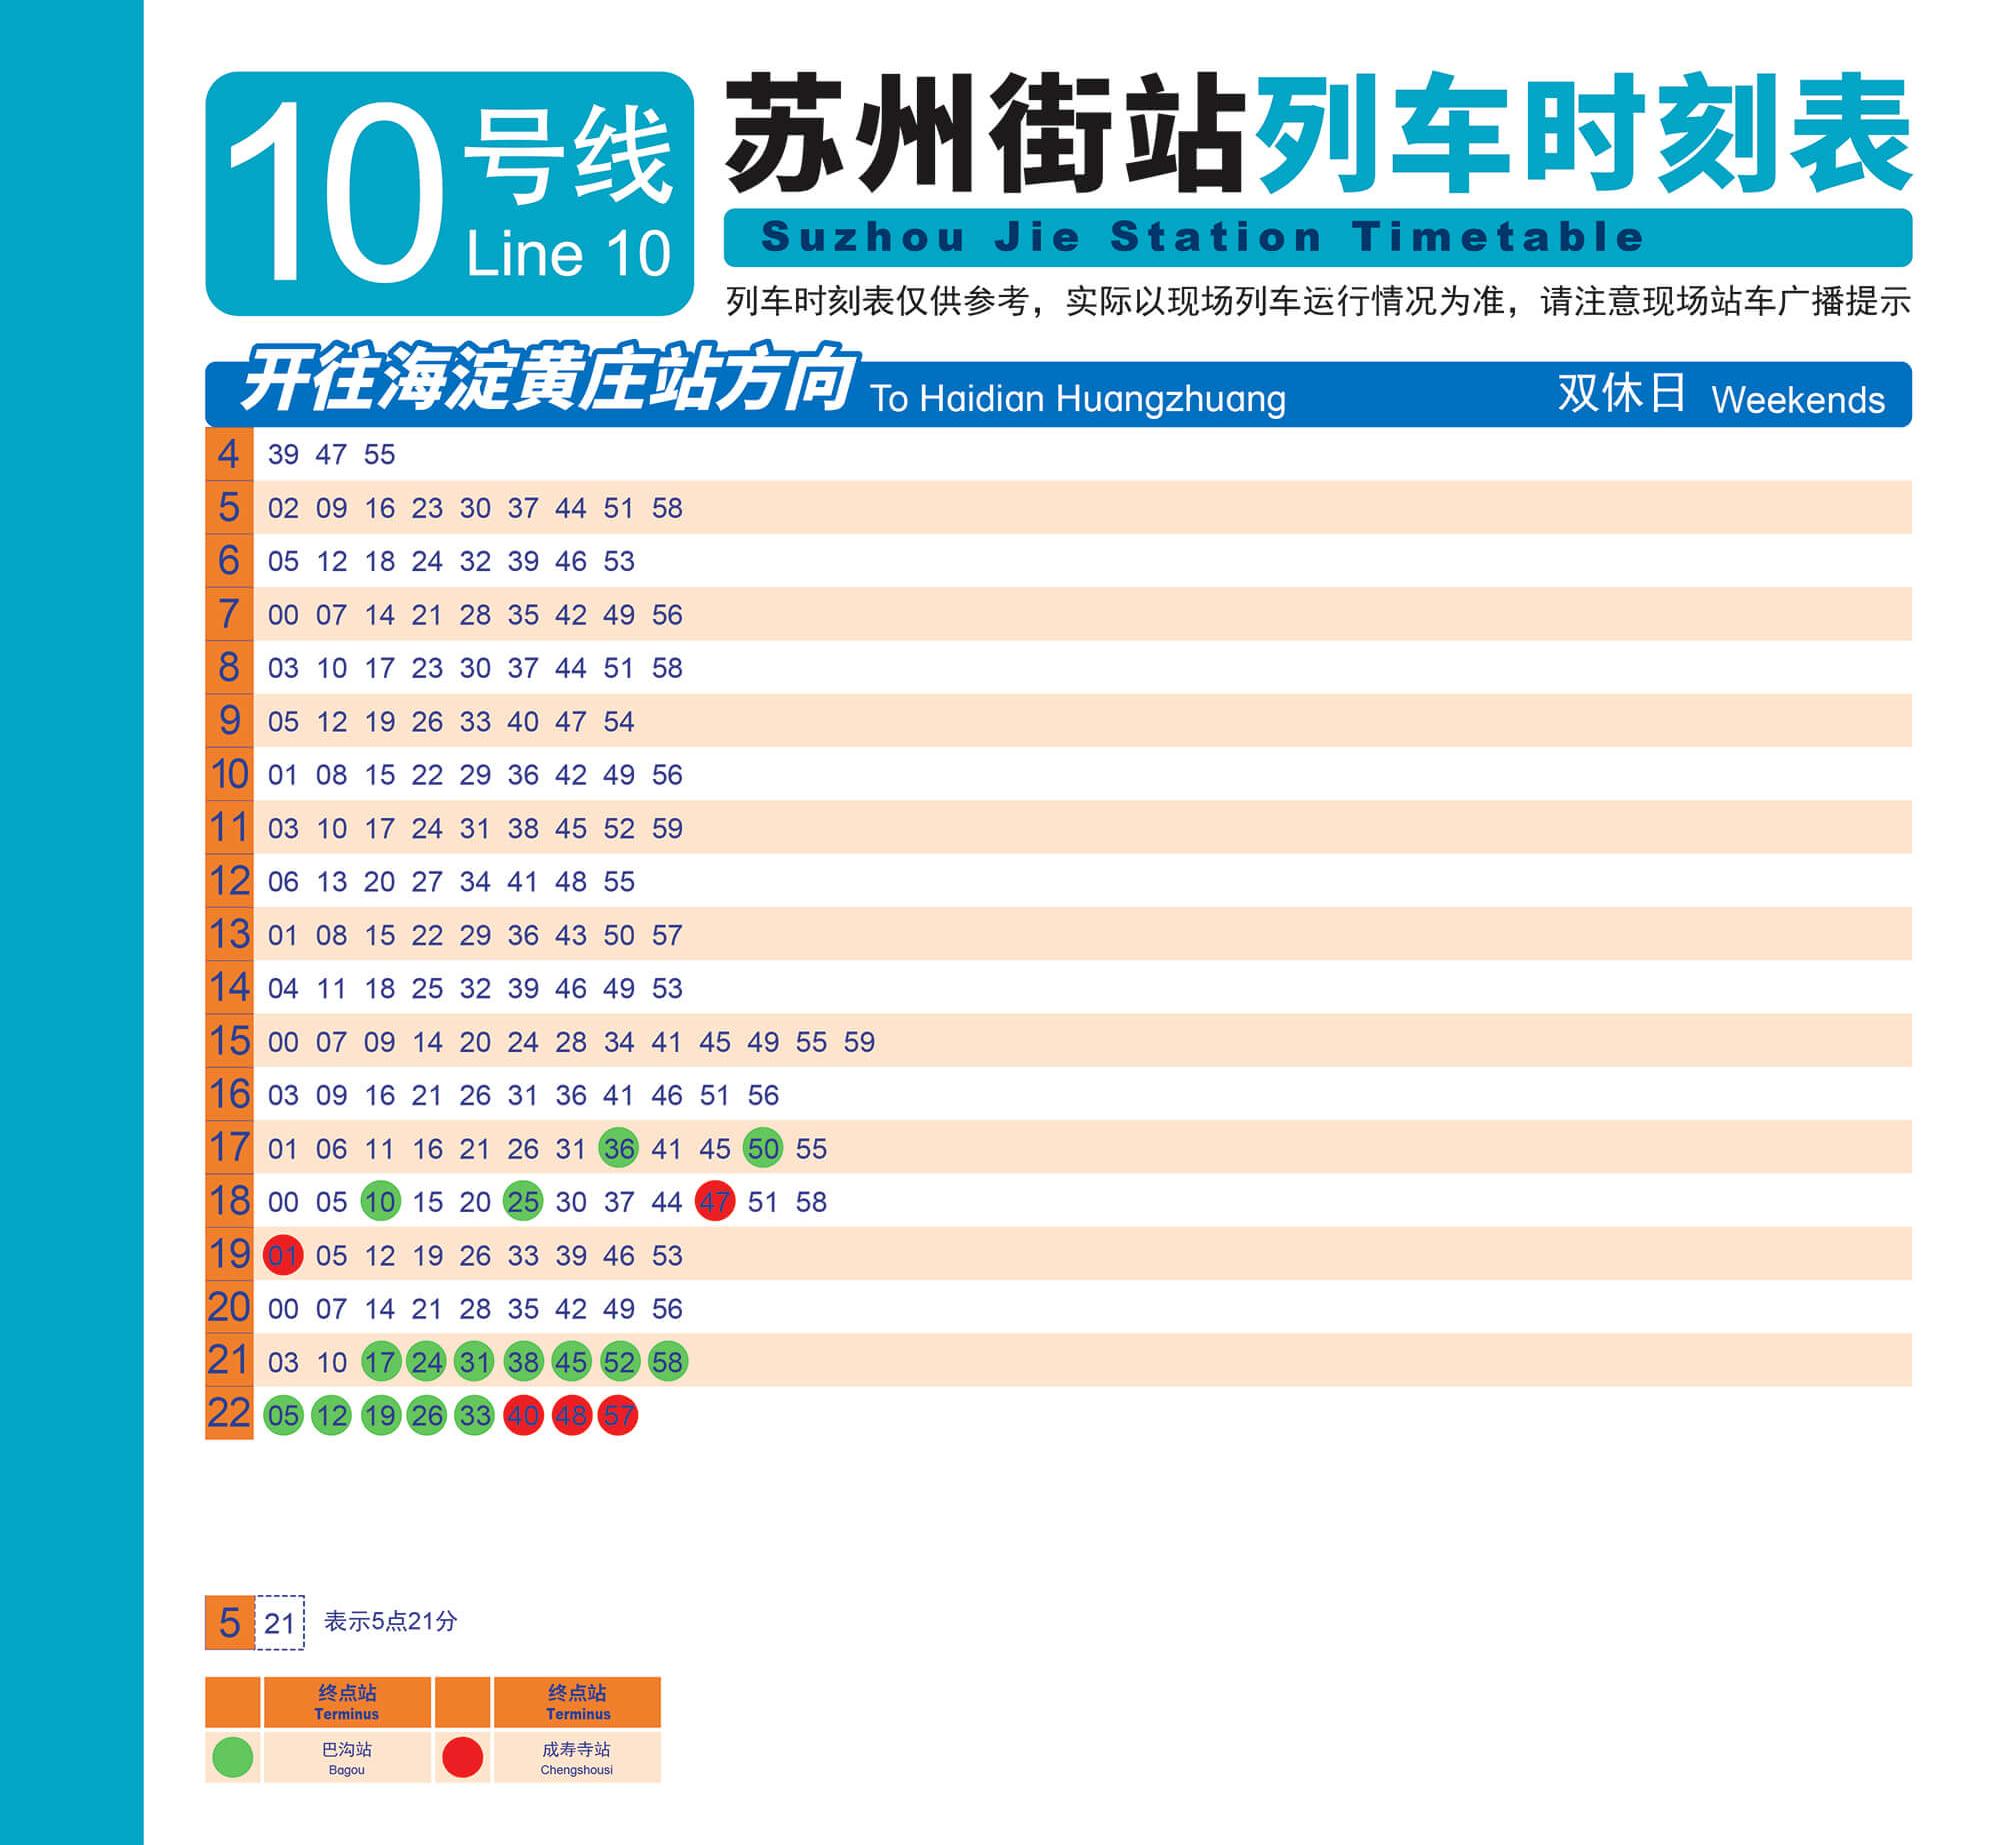 10号线
Line 10
苏州街站列车时刻表
Suzhou Jie Station Timetable
列车时刻表仅供参考，实际以现场列车运行情况为准，请注意现场站车广播提示
开往海淀黄庄站方向 To Haidian Huangzhuang 双休日 Weekends
4 39 47 55
5 02 09 16 23 30 37 44 51 58
6 05 12 18 24 32 39 46 53
7 00 07 14 21 28 35 42 49 56
8 03 10 17 23 30 37 44 51 58
9 05 12 19 26 33 40 47 54
10 01 08 15 22 29 36 42 49 56
11 03 10 17 24 31 38 45 52 59
12 06 13 20 27 34 41 48 55
13 01 08 15 22 29 36 43 50 57
14 04 11 18 25 32 39 46 49 53
15 00 07 09 14 20 24 28 34 41 45 49 55 59
16 03 09 16 21 26 31 36 41 46 51 56
17 01 06 11 16 21 26 31 36 41 45 50 55
18 00 05 10 15 20 25 30 37 44 47 51 58
19 01 05 12 19 26 33 39 46 53
20 00 07 14 21 28 35 42 49 56
21 03 10 17 24 31 38 45 52 58
22 05 12 19 26 33 40 48 57
5 21 表示5点21分
终点站 终点站
Terminus Terminus
巴沟站 成寿寺站
Bagou Chengshousi